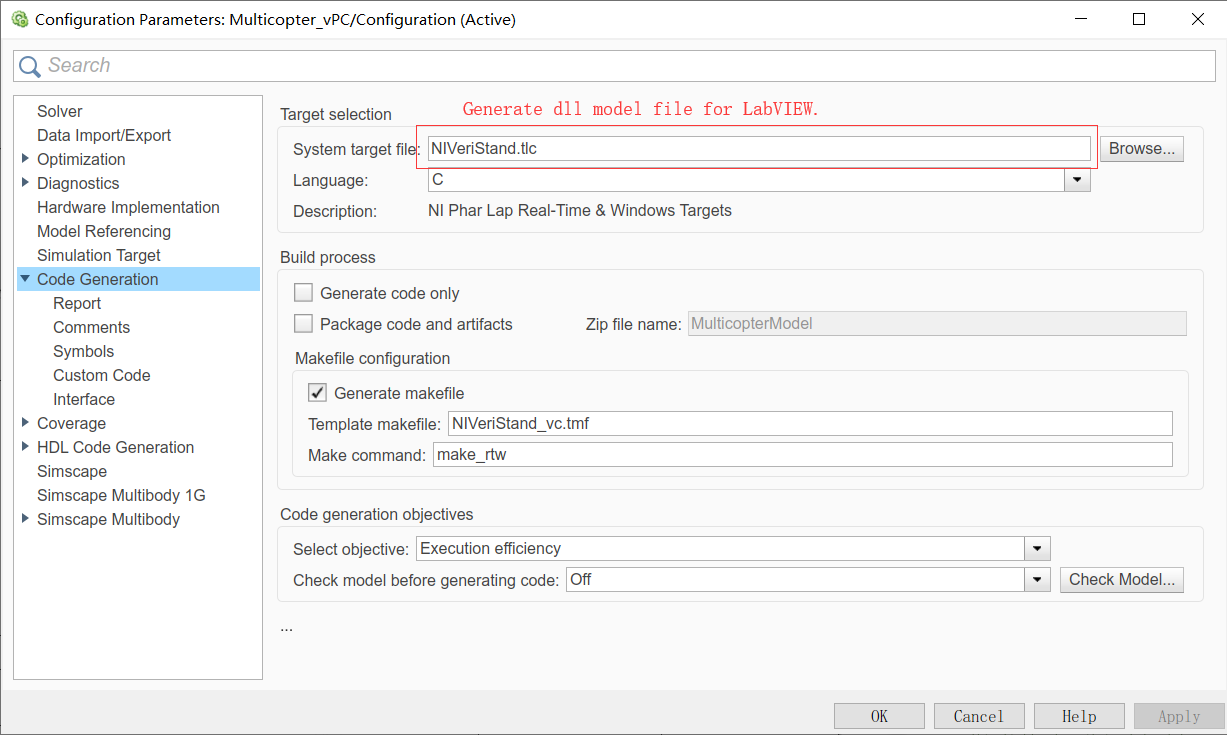 Configuration Parameters: Multicopter_vPC/Configuration (Active)
Search
Solver
Data Import/Export
Optimization
Diagnostics
Hardware Implementation
Model Referencing
Simulation Target
Code Generation
Report
Comments
Symbols
Custom Code
Interface
Coverage
HDL Code Generation
Simscape
Simscape Multibody 1G
Simscape Multibody
Target selection
Generate dll model file for LabVIEW.
System target file: NIVeriStand.tlc Browse...
Language: C
Description: NI Phar Lap Real-Time & Windows Targets
Build process
Generate code only
Package code and artifacts Zip file name: MulticopterModel
Makefile configuration
Generate makefile
Template makefile: NIVeriStand_vc.tmf
Make command: make_rtw
Code generation objectives
Select objective: Execution efficiency
Check model before generating code: Off Check Model...
...
OK Cancel Help Apply